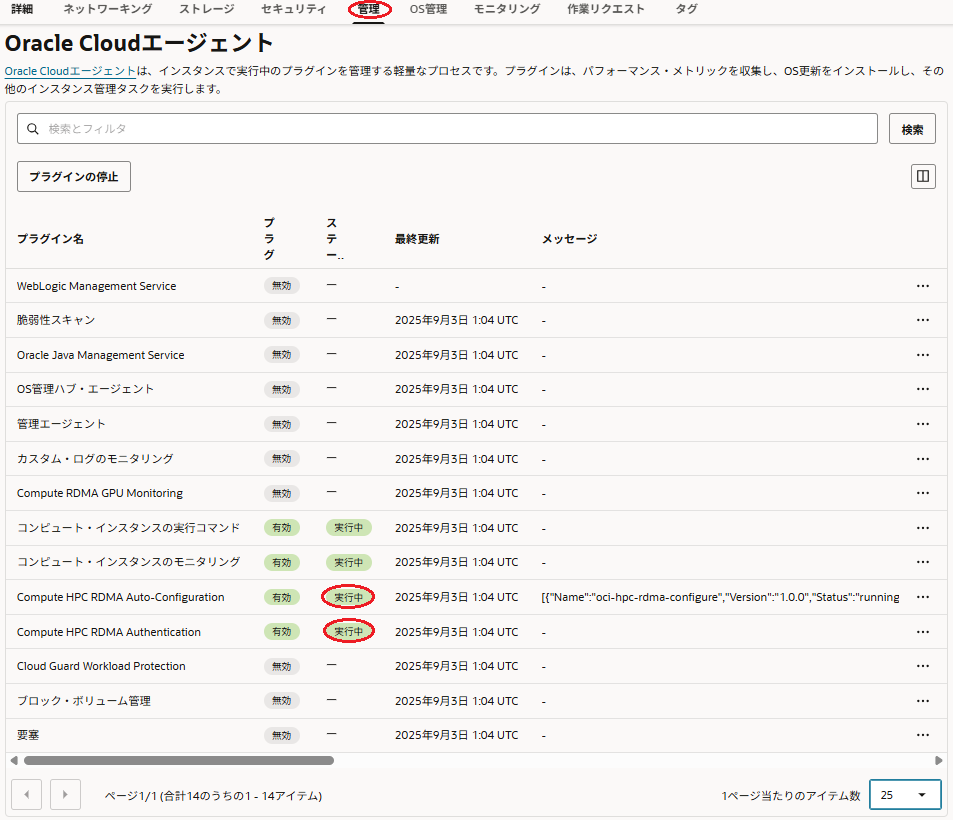 詳細 ネットワーキング ストレージ セキュリティ 管理 OS管理 モニタリング 作業リクエスト タグ
Oracle Cloudエージェント
Oracle Cloudエージェントは、インスタンスで実行中のプラグインを管理する軽量なプロセスです。プラグインは、パフォーマンス・メトリックを収集し、OS更新をインストールし、その
他のインスタンス管理タスクを実行します。
検索とフィルタ 検索
プラグインの停止
プラグイン名 プラグ ステー.. 最終更新 メッセージ
WebLogic Management Service 無効 — - -
脆弱性スキャン 無効 — 2025年9月3日 1:04 UTC -
Oracle Java Management Service 無効 — 2025年9月3日 1:04 UTC -
OS管理ハブ・エージェント 無効 — 2025年9月3日 1:04 UTC -
管理エージェント 無効 — 2025年9月3日 1:04 UTC -
カスタム・ログのモニタリング 無効 — 2025年9月3日 1:04 UTC -
Compute RDMA GPU Monitoring 無効 — 2025年9月3日 1:04 UTC -
コンピュート・インスタンスの実行コマンド 有効 実行中 2025年9月3日 1:04 UTC -
コンピュート・インスタンスのモニタリング 有効 実行中 2025年9月3日 1:04 UTC -
Compute HPC RDMA Auto-Configuration 有効 実行中 2025年9月3日 1:04 UTC [{"Name":"oci-hpc-rdma-configure","Version":"1.0.0","Status":"running
Compute HPC RDMA Authentication 有効 実行中 2025年9月3日 1:04 UTC -
Cloud Guard Workload Protection 無効 — 2025年9月3日 1:04 UTC -
ブロック・ボリューム管理 無効 — 2025年9月3日 1:04 UTC -
要塞 無効 — 2025年9月3日 1:04 UTC -
ページ1/1 (合計14のうちの1 - 14アイテム) 1ページ当たりのアイテム数 25